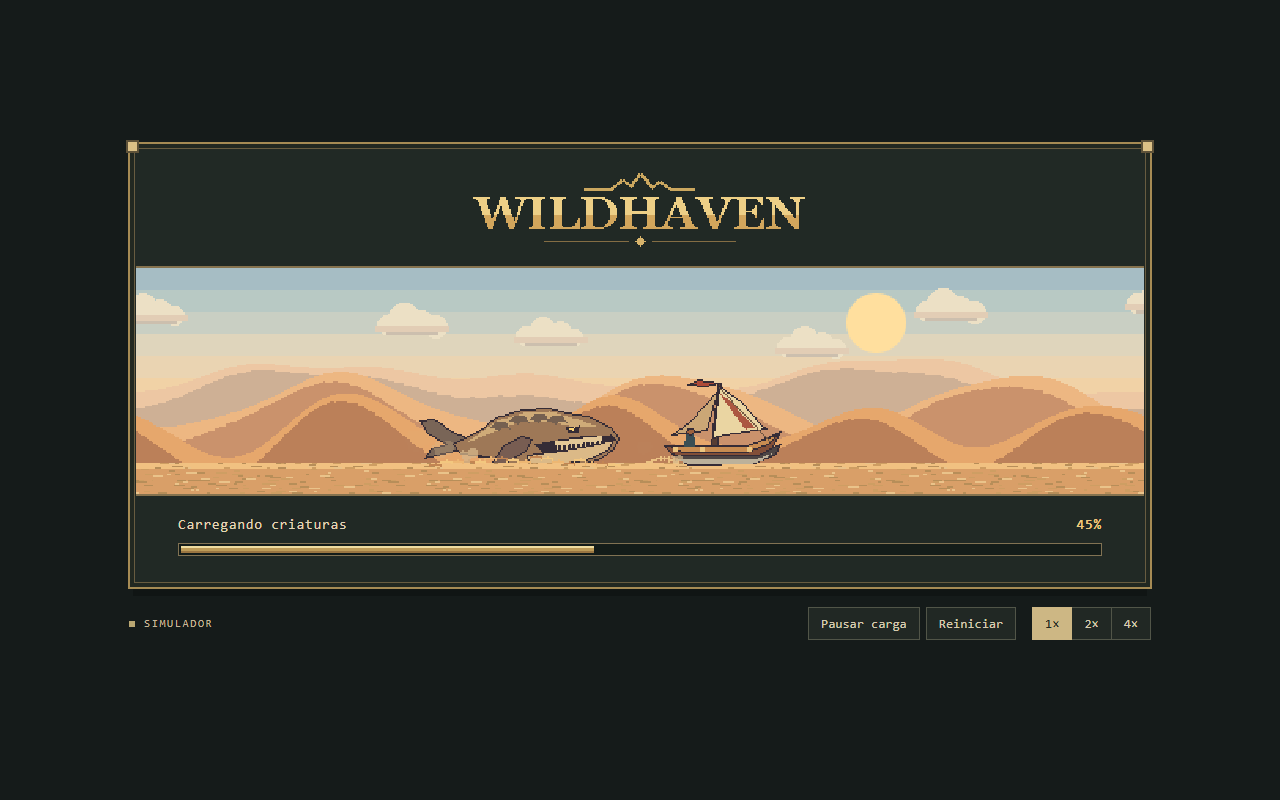 WILDHAVEN
Carregando criaturas
45%
SIMULADOR
Pausar carga
Reiniciar
1×
2×
4×